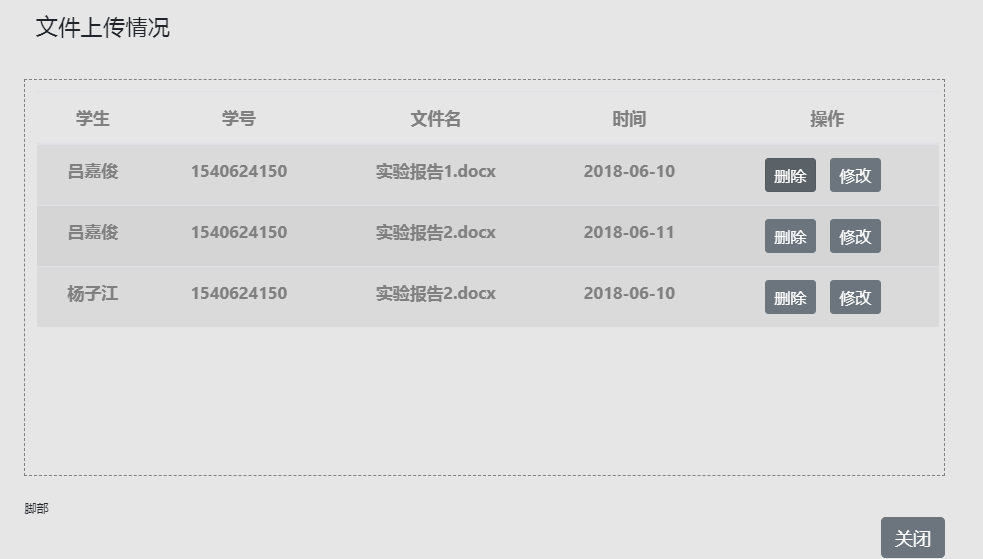 文件上传情况
学生 学号 文件名 时间 操作
吕嘉俊 1540624150 实验报告1.docx 2018-06-10 删除 修改
吕嘉俊 1540624150 实验报告2.docx 2018-06-11 删除 修改
杨子江 1540624150 实验报告2.docx 2018-06-10 删除 修改
脚部
关闭